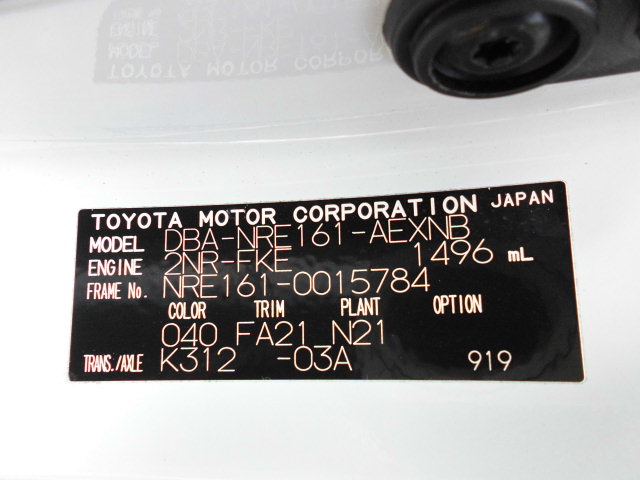 TOYOTA MOTOR CORPORATION JAPAN
MODEL DBA-NRE161-AEXNB
ENGINE 2NR-FKE 1496 mL
FRAME No. NRE161-0015784
COLOR TRIM PLANT OPTION
040 FA21 N21
TRANS./AXLE K312 -03A 919